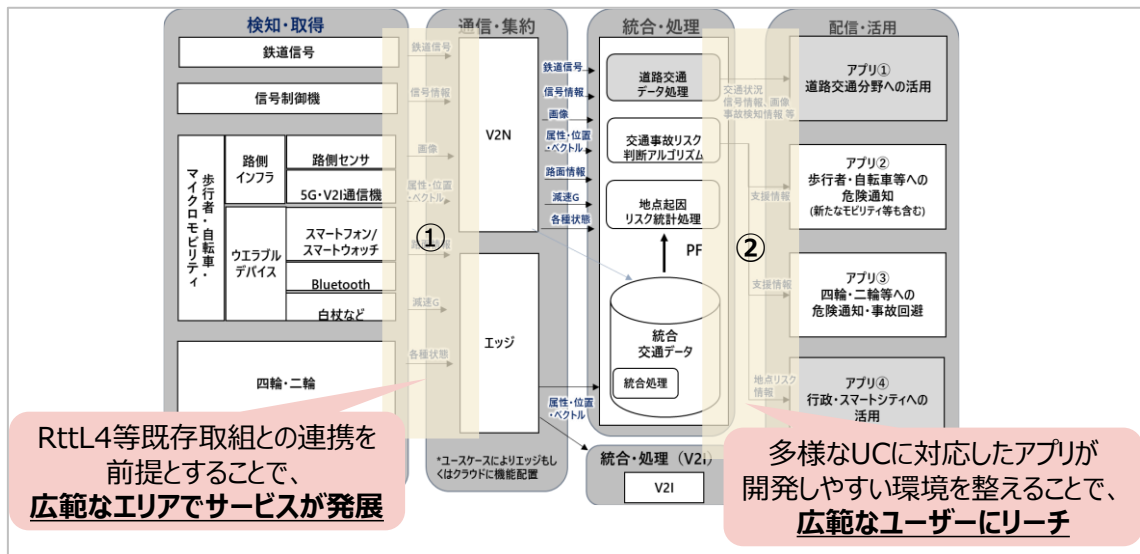 検知・取得
鉄道信号
信号制御機
歩行者・自転車・
マイクロモビリティ
路側
インフラ
路側センサ
5G・V2I通信機
ウエラブル
デバイス
スマートフォン/
スマートウォッチ
Bluetooth
白杖など
四輪・二輪
通信・集約
鉄道信号
信号情報
画像
属性・位置
・ベクトル
①
減速G
各種状態
V2N
エッジ
*ユースケースによりエッジもし
くはクラウドに機能配置
鉄道信号
信号情報
画像
属性・位置
・ベクトル
路面情報
減速G
各種状態
属性・位置
・ベクトル
統合・処理
道路交通
データ処理
交通事故リスク
判断アルゴリズム
地点起因
リスク統計処理
PF
統合
交通データ
統合処理
統合・処理(V2I)
V2I
②
交通状況
信号情報、画像
事故検知情報 等
支援情報
支援情報
地点リスク
情報
配信・活用
アプリ①
道路交通分野への活用
アプリ②
歩行者・自転車等への
危険通知
(新たなモビリティ等も含む)
アプリ③
四輪・二輪等への
危険通知・事故回避
アプリ④
行政・スマートシティへの
活用
RttL4等既存取組との連携を
前提とすることで、
広範なエリアでサービスが発展
多様なUCに対応したアプリが
開発しやすい環境を整えることで、
広範なユーザーにリーチ